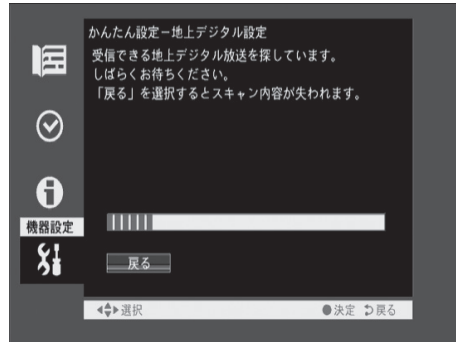 かんたん設定－地上デジタル設定
受信できる地上デジタル放送を探しています。
しばらくお待ちください。
「戻る」を選択するとスキャン内容が失われます。
機器設定
戻る
選択
決定 戻る